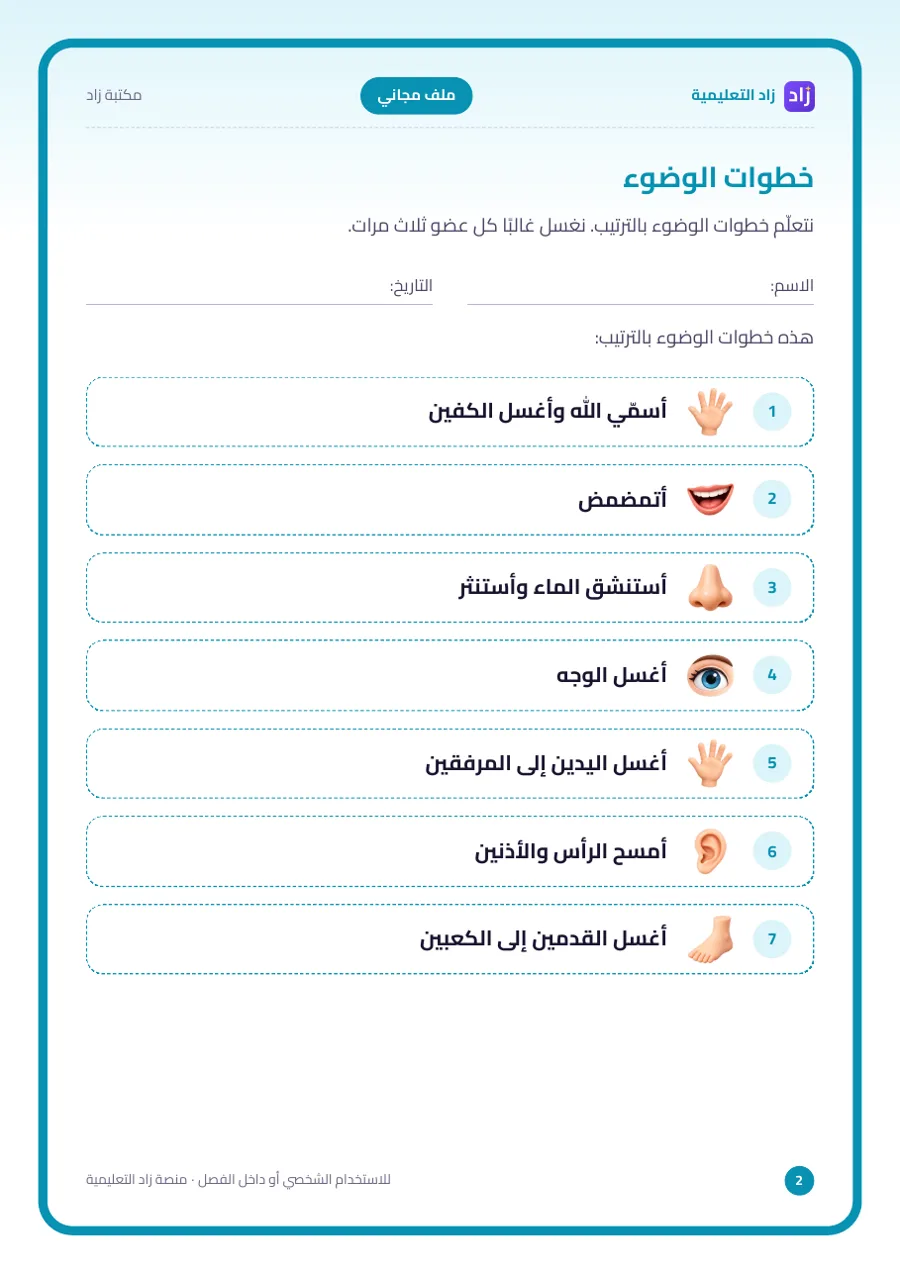 زاد زاد التعليمية
ملف مجاني
مكتبة زاد
خطوات الوضوء
نتعلّم خطوات الوضوء بالترتيب. نغسل غالبًا كل عضو ثلاث مرات.
الاسم:
التاريخ:
هذه خطوات الوضوء بالترتيب:
1 أسمّي الله وأغسل الكفين
2 أتمضمض
3 أستنشق الماء وأستنثر
4 أغسل الوجه
5 أغسل اليدين إلى المرفقين
6 أمسح الرأس والأذنين
7 أغسل القدمين إلى الكعبين
2
للاستخدام الشخصي أو داخل الفصل · منصة زاد التعليمية